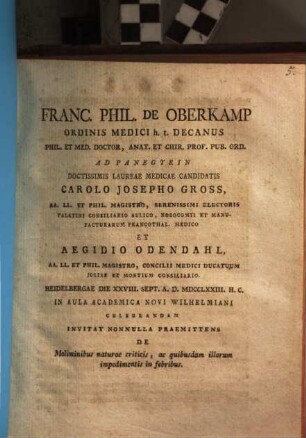 5.
FRANC. PHIL. DE OBERKAMP
ORDINIS MEDICI h. t. DECANUS
PHIL. ET MED. DOCTOR, ANAT. ET CHIR. PROF. PUB. ORD.
AD PANEGYRIN
DOCTISSIMIS LAUREAE MEDICAE CANDIDATIS
CAROLO JOSEPHO GROSS,
AA. LL. ET PHIL. MAGISTRO, SERENISSIMI ELECTORIS
PALATINI CONSILIARIO AULICO, NOSOCOMII ET MANU-
FACTURARUM FRANCOTHAL. MEDICO
ET
AEGIDIO ODENDAHL,
AA. LL. ET PHIL. MAGISTRO, CONCILII MEDICI DUCATUUM
JULIAE ET MONTIUM CONSILIARIO.
HEIDELBERGAE DIE XXVIII. SEPT. A. D. MDCCLXXIII. H. C.
IN AULA ACADEMICA NOVI WILHELMIANI
CELEBRANDAM
INVITAT NONNULLA PRAEMITTENS
DE
Moliminibus naturae criticis, ac quibusdam illorum
impedimentis in febribus.